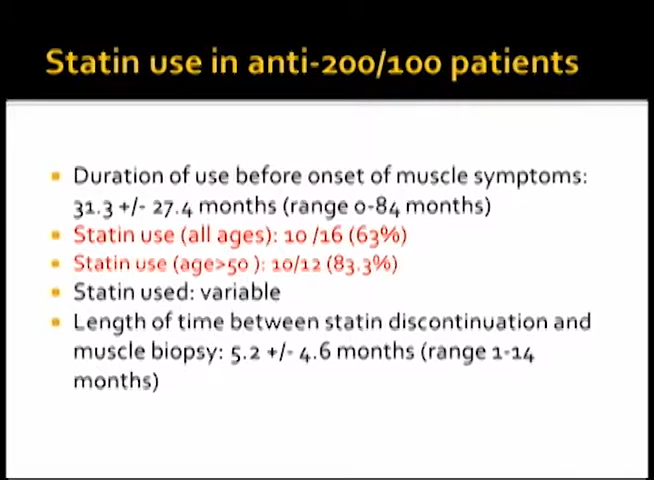 Statin use in anti-200/100 patients
Duration of use before onset of muscle symptoms:
31.3 +/- 27.4 months (range 0-84 months)
Statin use (all ages): 10 /16 (63%)
Statin use (age>50 ): 10/12 (83.3%)
Statin used: variable
Length of time between statin discontinuation and
muscle biopsy: 5.2 +/- 4.6 months (range 1-14
months)